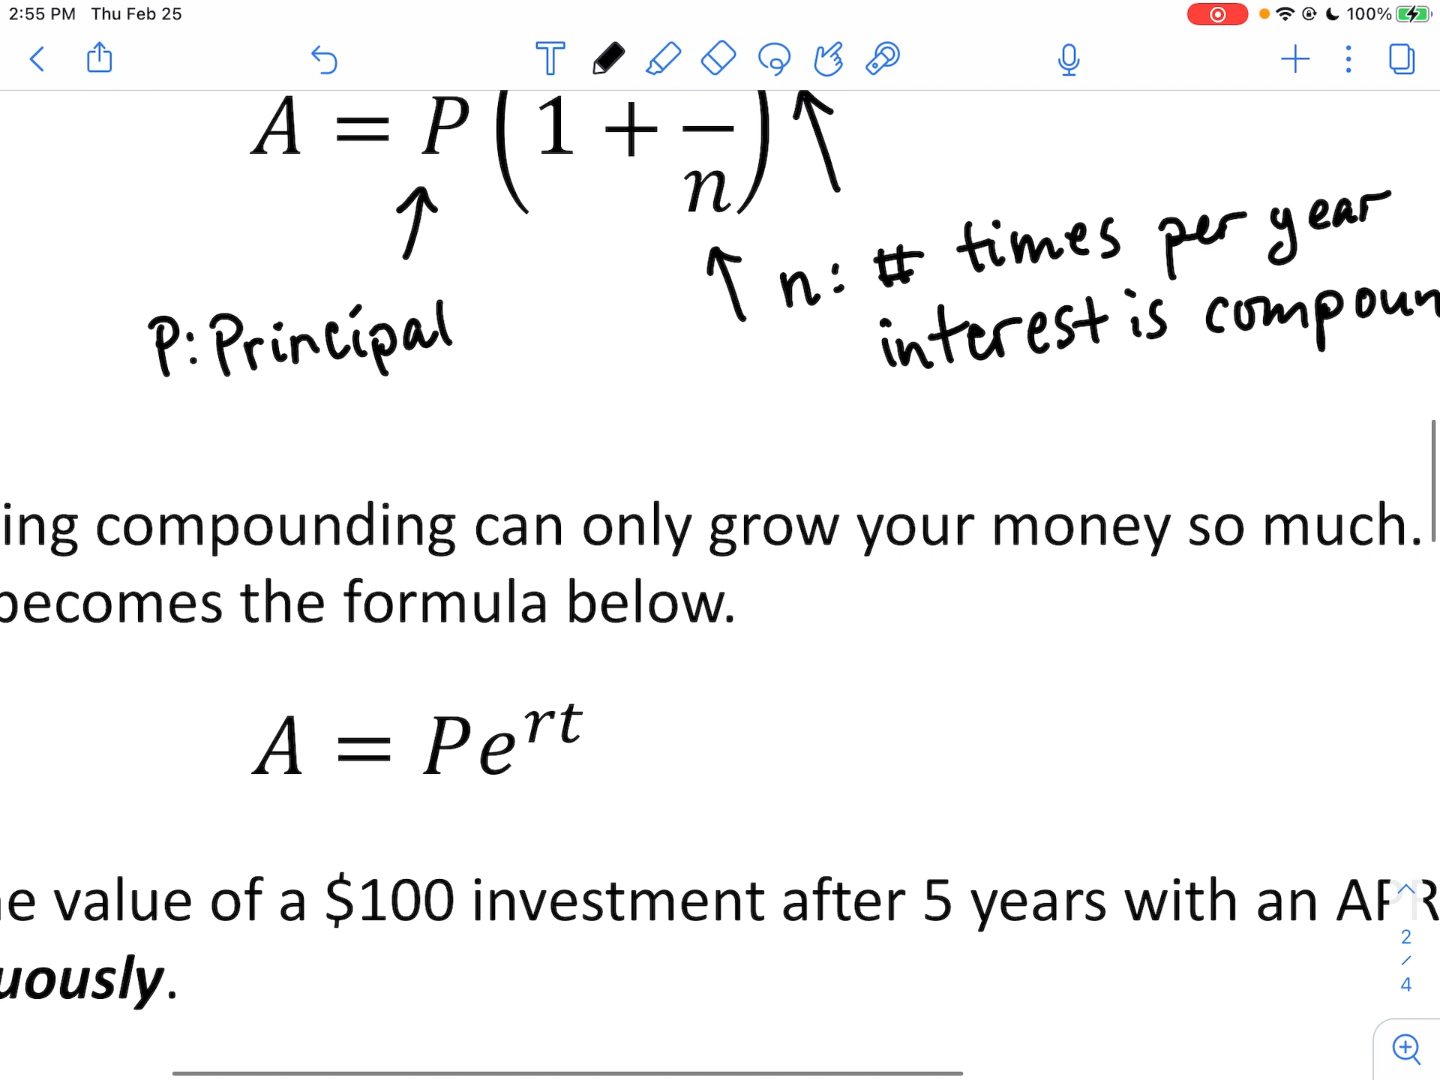 2:55 PM Thu Feb 25
100%
A = P(1 + — n)
n: # times per year
interest is compoun
P: Principal
ing compounding can only grow your money so much.
becomes the formula below.
A = Pe^{rt}
e value of a $100 investment after 5 years with an APR
uously.
2
/
4